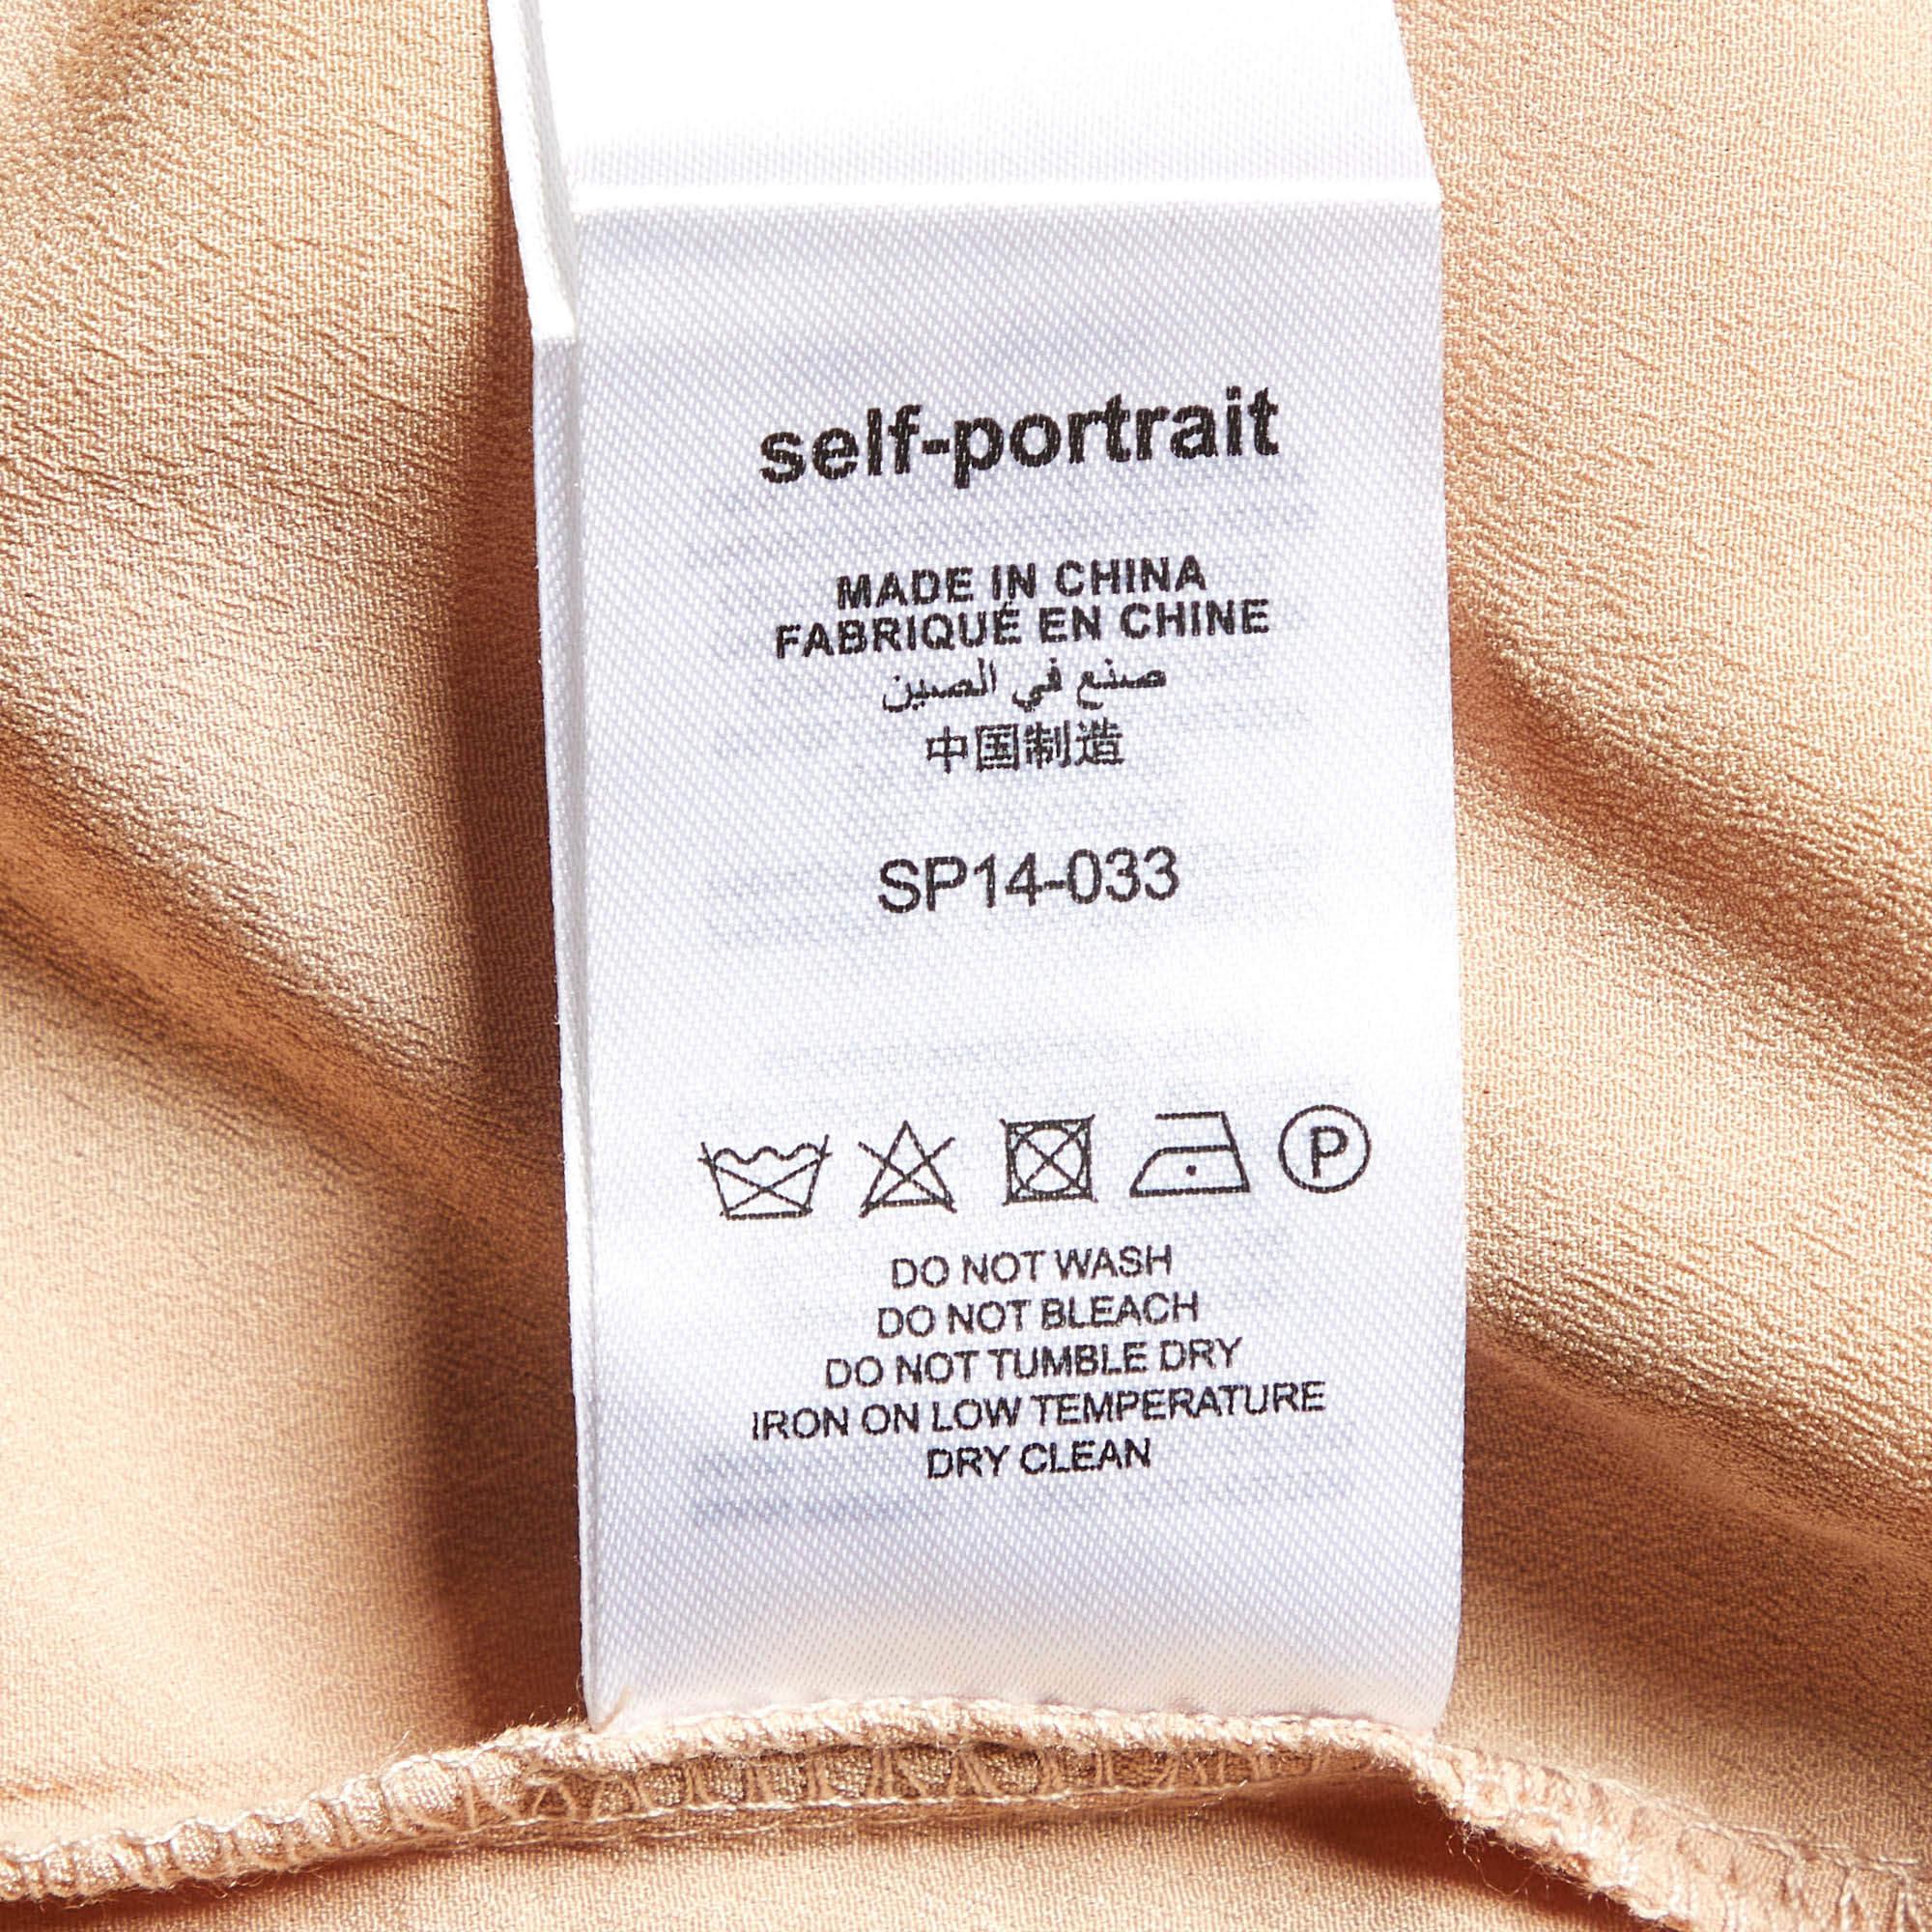 self-portrait
MADE IN CHINA
FABRIQUÉ EN CHINE
صنع في الصين
中国制造
SP14-033
P
DO NOT WASH
DO NOT BLEACH
DO NOT TUMBLE DRY
IRON ON LOW TEMPERATURE
DRY CLEAN